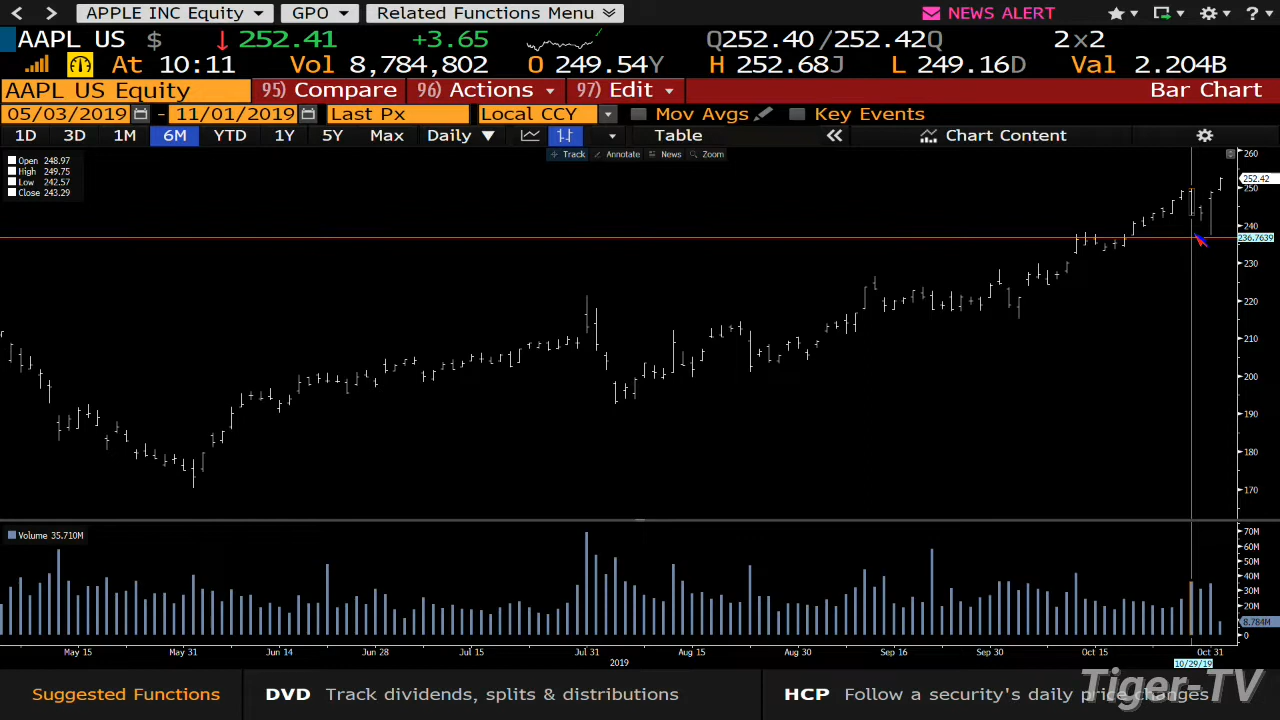 < > APPLE INC Equity GPO Related Functions Menu NEWS ALERT ?
AAPL US $ ↓ 252.41 +3.65 Q252.40 /252.42Q 2×2
At 10:11 Vol 8,784,802 O 249.54Y H 252.68J L 249.16D Val 2.204B
AAPL US Equity 95) Compare 96) Actions 97) Edit Bar Chart
05/03/2019 - 11/01/2019 Last Px Local CCY Mov Avgs Key Events
1D 3D 1M 6M YTD 1Y 5Y Max Daily ▼ Table « Chart Content
Track Annotate News Zoom
Open 248.97
High 249.75
Low 242.57
Close 243.29
260
252.42
250
240
236.7639
230
220
210
200
190
180
170
Volume 35.710M
70M
60M
50M
40M
30M
20M
8.784M
0
May 15 May 31 Jun 14 Jun 28 Jul 15 Jul 31 Aug 15 Aug 30 Sep 16 Sep 30 Oct 15 Oct 31
2019 10/29/19
Suggested Functions DVD Track dividends, splits & distributions HCP Follow a security's daily price changes
Tiger-TV